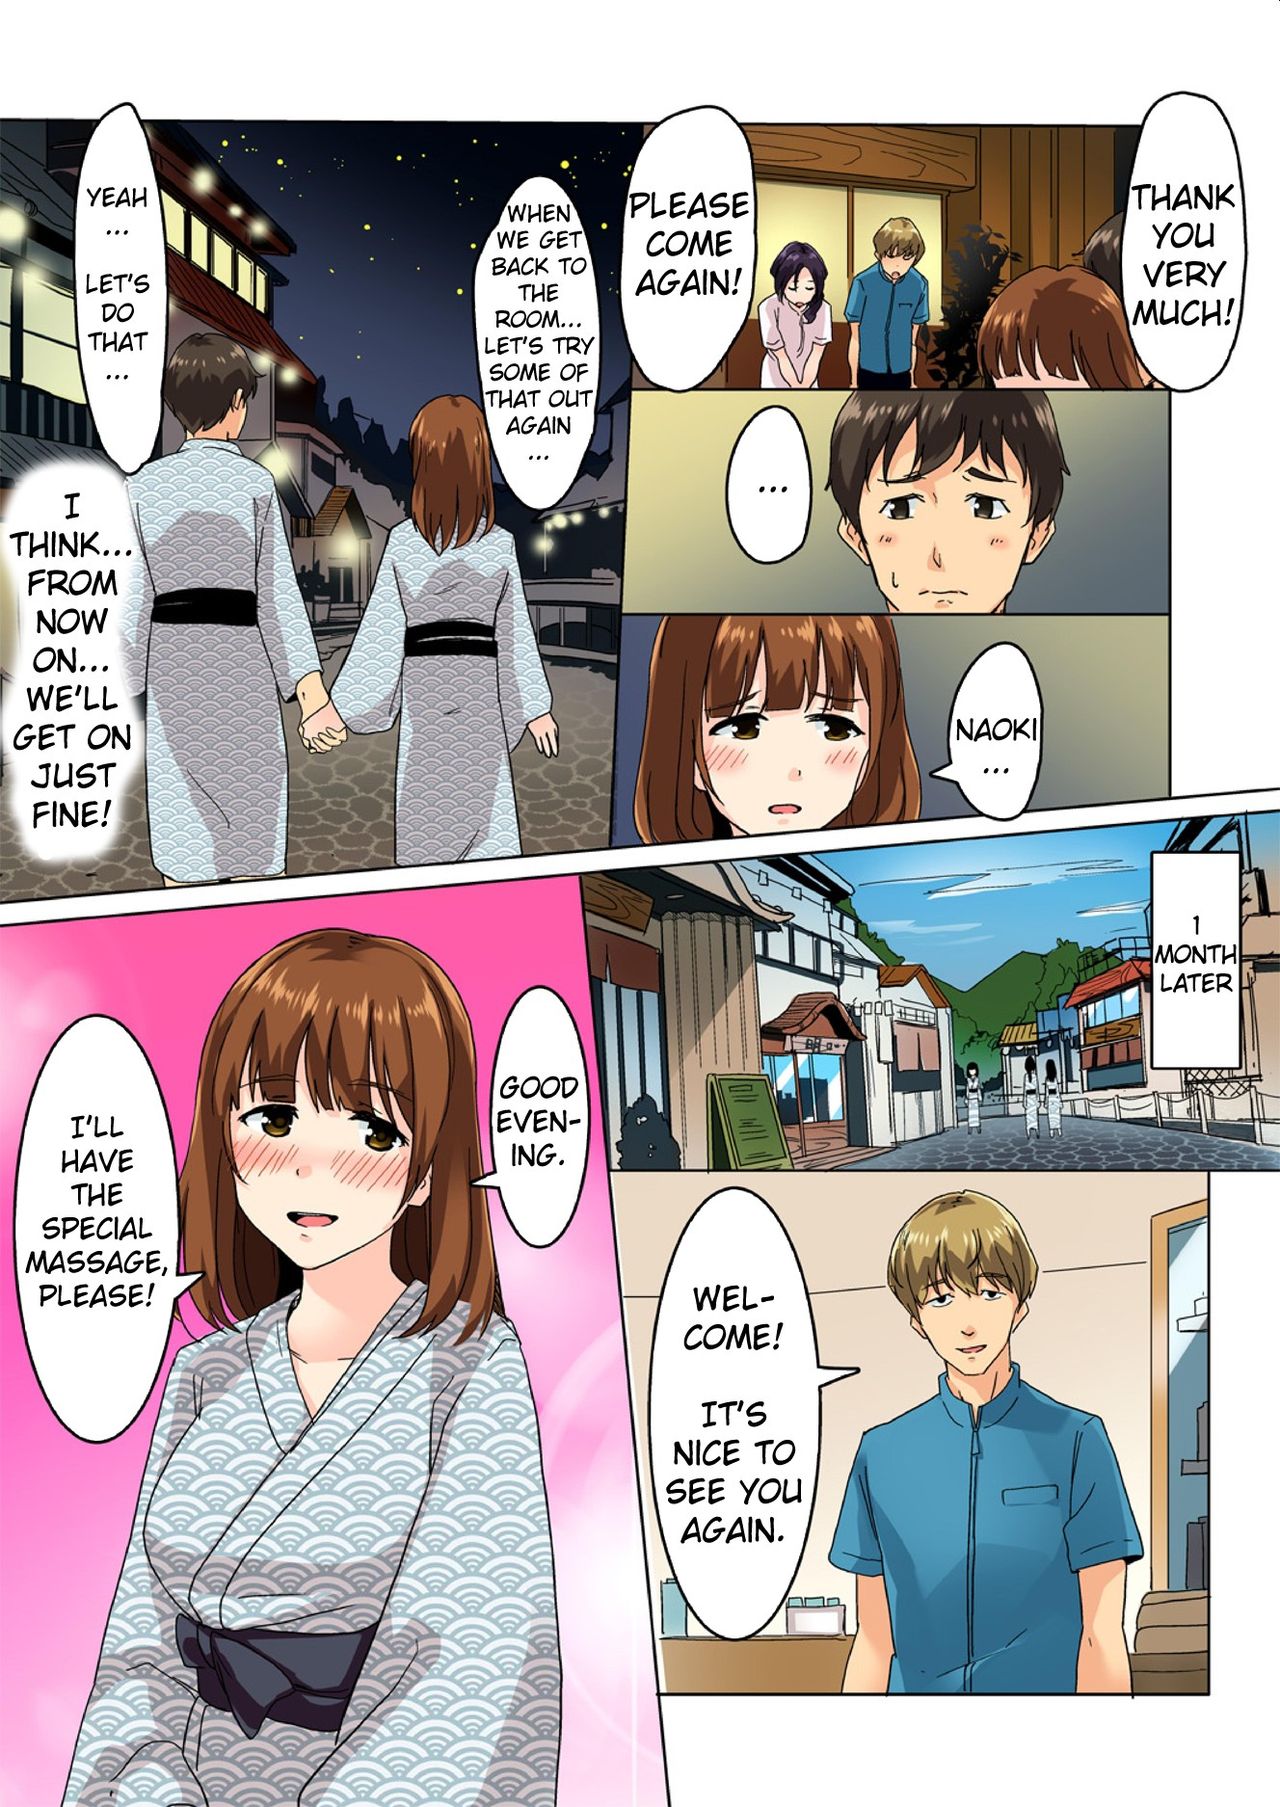 THANK
YOU
VERY
MUCH!
PLEASE
COME
AGAIN!
...
NAOKI
...
WHEN
WE GET
BACK TO
THE
ROOM...
LET'S TRY
SOME OF
THAT OUT
AGAIN
...
YEAH
...
LET'S
DO
THAT
...
I
THINK...
FROM
NOW
ON...
WE'LL
GET ON
JUST
FINE!
1
MONTH
LATER
WEL-
COME!
IT'S
NICE TO
SEE YOU
AGAIN.
GOOD
EVEN-
ING.
I'LL
HAVE
THE
SPECIAL
MASSAGE,
PLEASE!